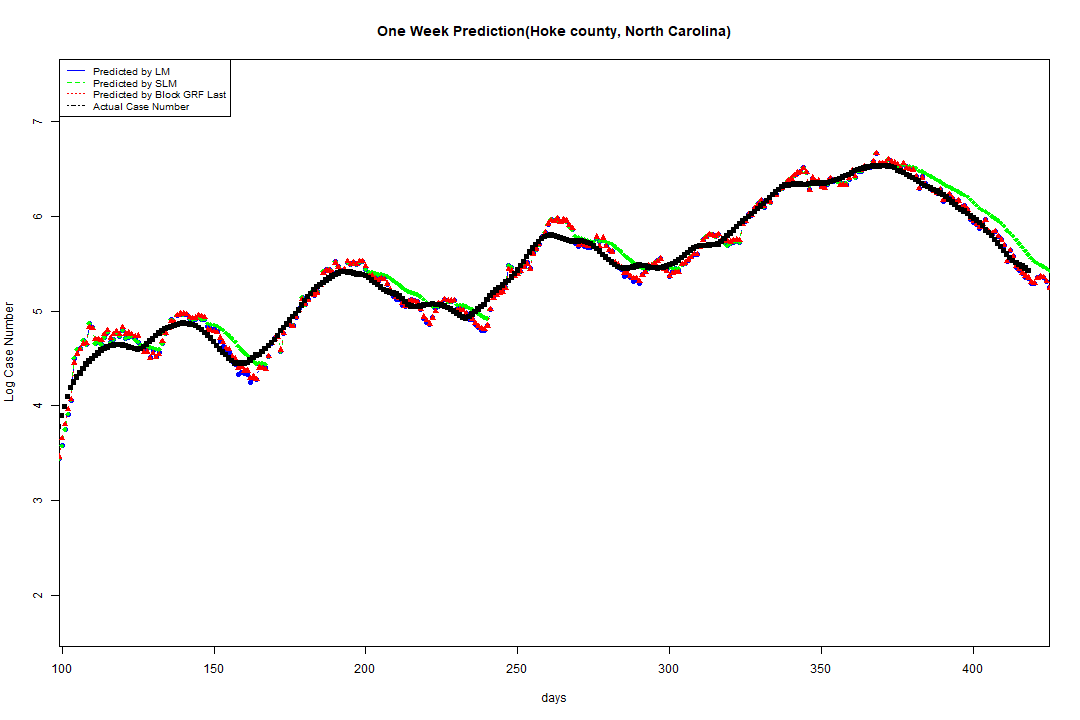 One Week Prediction(Hoke county, North Carolina)
Predicted by LM
Predicted by SLM
Predicted by Block GRF Last
Actual Case Number
Log Case Number
7
6
5
4
3
2
100 150 200 250 300 350 400
days